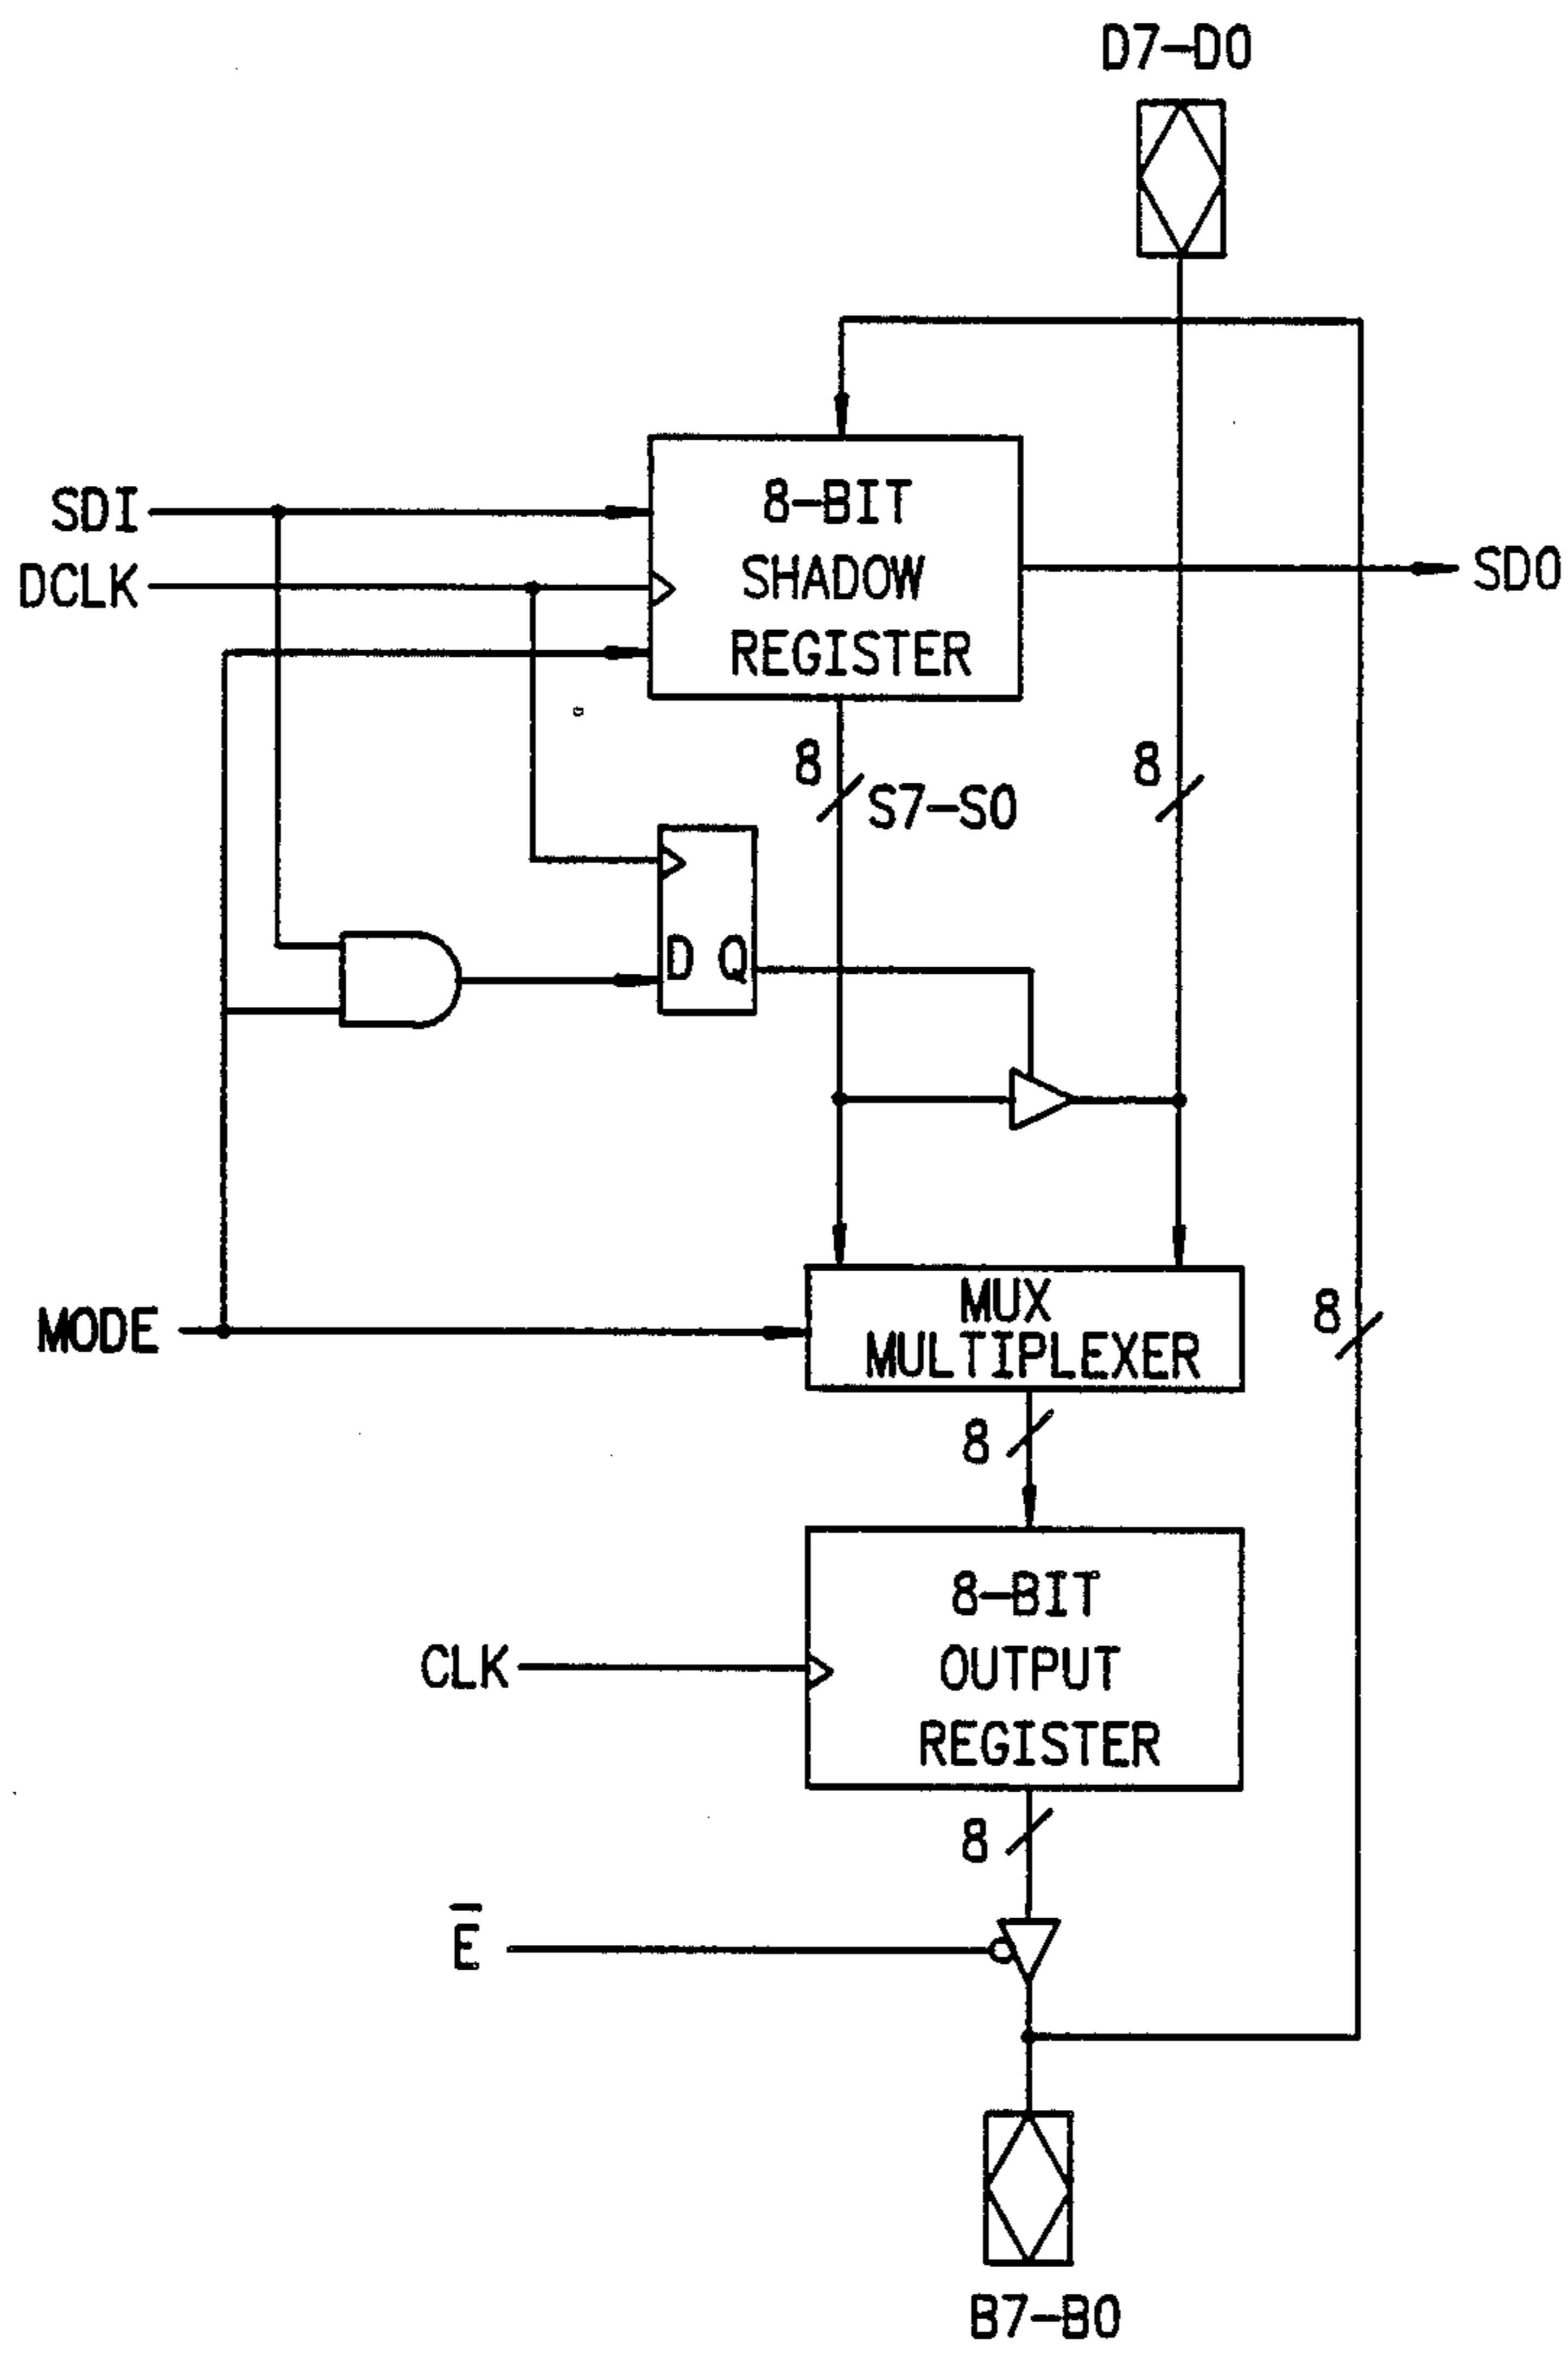 D7-D0
SDI
DCLK
8-BIT
SHADOW
REGISTER
SDO
8
S7-S0
8
D Q
MODE
MUX
MULTIPLEXER
8
8
CLK
8-BIT
OUTPUT
REGISTER
8
E̅
B7-B0